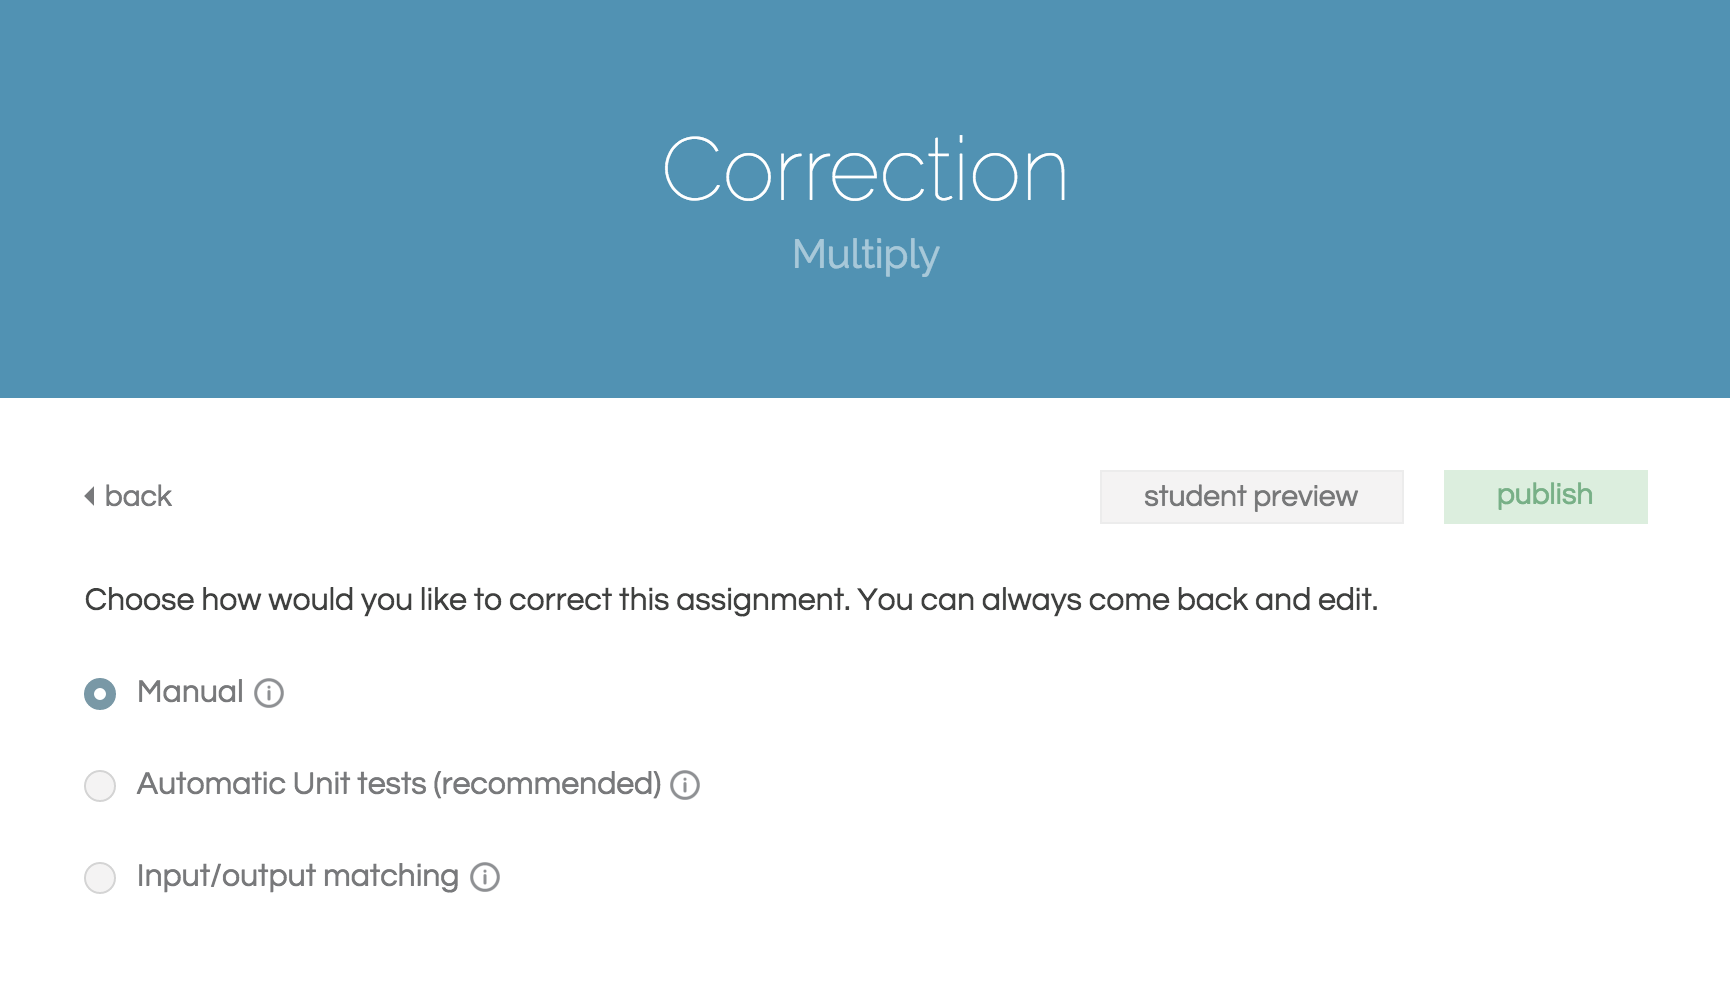 Correction
Multiply
back
student preview
publish
Choose how would you like to correct this assignment. You can always come back and edit.
Manual
Automatic Unit tests (recommended)
Input/output matching